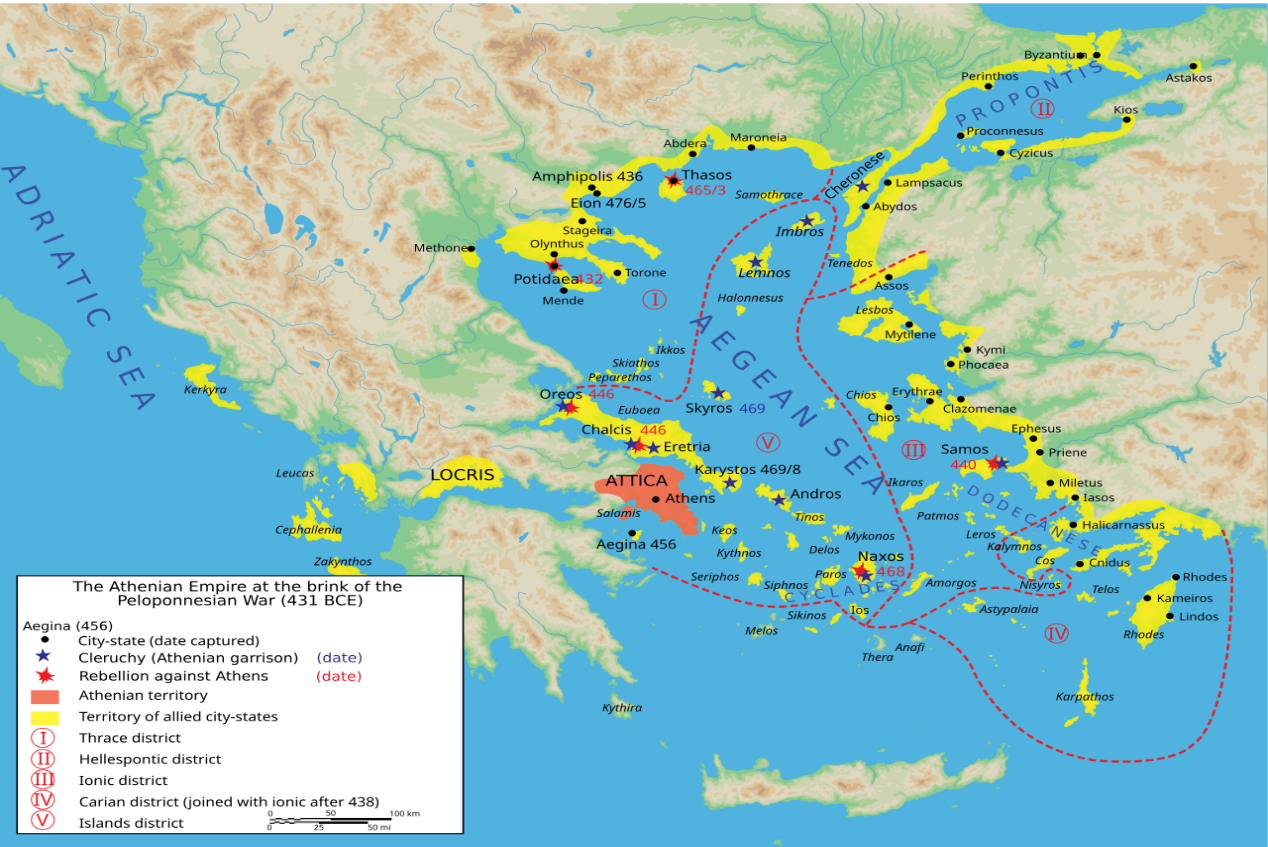 ADRIATIC SEA
AEGEAN SEA
PROPONTIS
II
Byzantium
Perinthos
Astakos
Kios
Proconnesus
Cyzicus
Maroneia
Abdera
Cheronese
Lampsacus
Thasos
465/3
Amphipolis 436
Samothrace
Eion 476/5
Abydos
Stageira
Imbros
Olynthus
Methone
Tenedos
Potidaea 432
Torone
Lemnos
Assos
Mende
I
Halonnesus
Lesbos
Mytilene
Ikkos
Kymi
Skiathos
Phocaea
Peparethos
Kerkyra
Oreos 446
Skyros 469
Chios
Erythrae
Euboea
Chios
Clazomenae
Chalcis 446
Eretria
V
III
Ephesus
Samos
440
Priene
Leucas
LOCRIS
Karystos 469/8
ATTICA
Athens
Andros
Ikaros
Miletus
Iasos
DODECANESE
Salamis
Tinos
Patmos
Cephallenia
Keos
Mykonos
Leros
Halicarnassus
Aegina 456
Kythnos
Delos
Kalymnos
Zakynthos
Naxos
468
Cos
Cnidus
Seriphos
Siphnos
Paros
Amorgos
Nisyros
Telos
Rhodes
CYCLADES
Kameiros
Sikinos
Ios
Astypalaia
Lindos
Melos
IV
Rhodes
Anafi
Thera
Karpathos
Kythira
The Athenian Empire at the brink of the
Peloponnesian War (431 BCE)
Aegina (456)
City-state (date captured)
Cleruchy (Athenian garrison) (date)
Rebellion against Athens (date)
Athenian territory
Territory of allied city-states
I Thrace district
II Hellespontic district
III Ionic district
IV Carian district (joined with ionic after 438)
V Islands district
0 50 100 km
0 25 50 mi